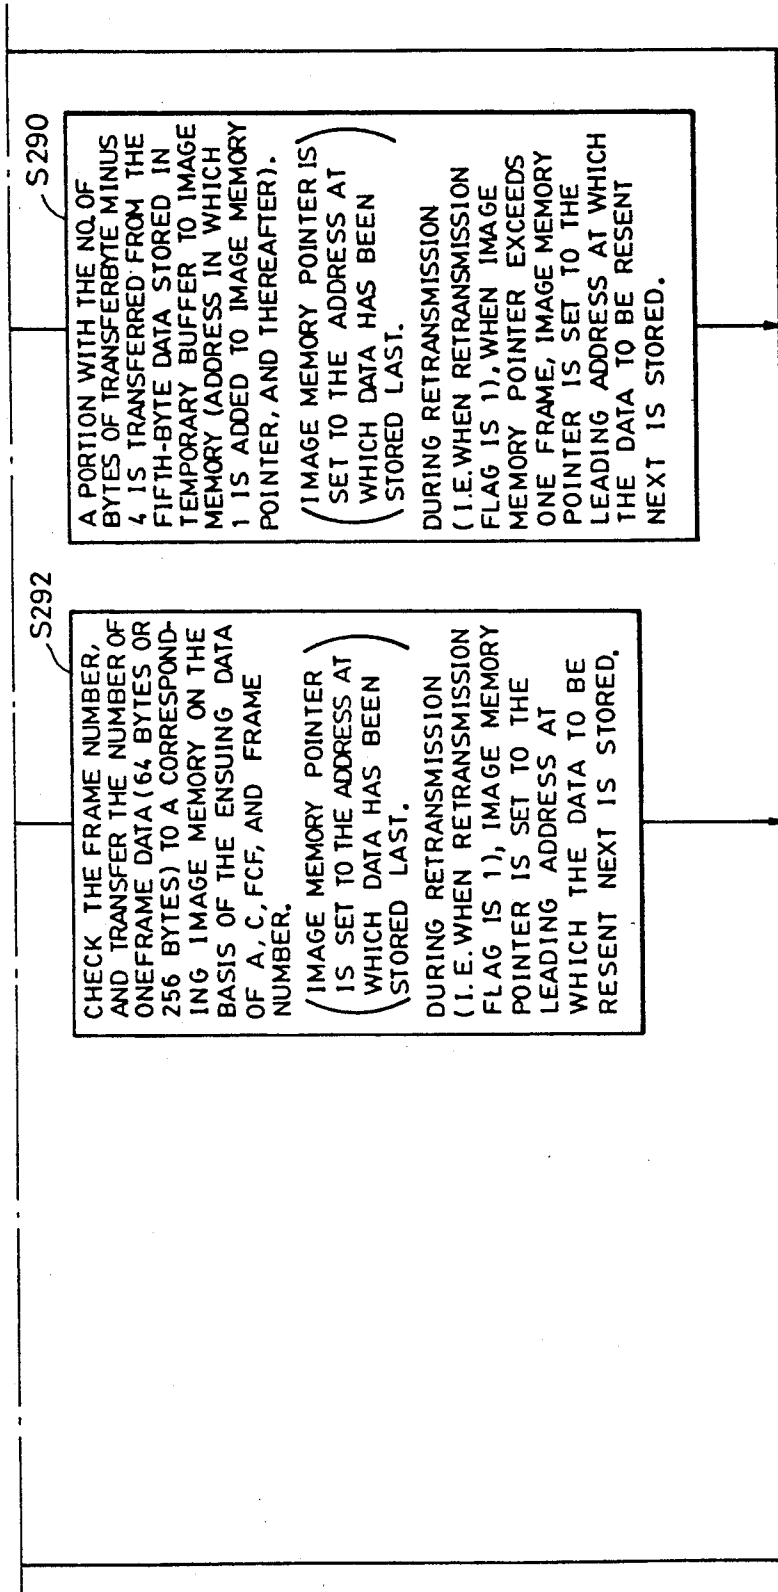 S292
CHECK THE FRAME NUMBER,
AND TRANSFER THE NUMBER OF
ONEFRAME DATA (64 BYTES OR
256 BYTES) TO A CORRESPOND-
ING IMAGE MEMORY ON THE
BASIS OF THE ENSUING DATA
OF A, C, FCF, AND FRAME
NUMBER.
(IMAGE MEMORY POINTER
IS SET TO THE ADDRESS AT
WHICH DATA HAS BEEN
STORED LAST.)
DURING RETRANSMISSION
(I.E. WHEN RETRANSMISSION
FLAG IS 1), IMAGE MEMORY
POINTER IS SET TO THE
LEADING ADDRESS AT
WHICH THE DATA TO BE
RESENT NEXT IS STORED.
S290
A PORTION WITH THE NO. OF
BYTES OF TRANSFERBYTE MINUS
4 IS TRANSFERRED FROM THE
FIFTH-BYTE DATA STORED IN
TEMPORARY BUFFER TO IMAGE
MEMORY (ADDRESS IN WHICH
1 IS ADDED TO IMAGE MEMORY
POINTER, AND THEREAFTER).
(IMAGE MEMORY POINTER IS
SET TO THE ADDRESS AT
WHICH DATA HAS BEEN
STORED LAST.)
DURING RETRANSMISSION
(I.E. WHEN RETRANSMISSION
FLAG IS 1), WHEN IMAGE
MEMORY POINTER EXCEEDS
ONE FRAME, IMAGE MEMORY
POINTER IS SET TO THE
LEADING ADDRESS AT WHICH
THE DATA TO BE RESENT
NEXT IS STORED.